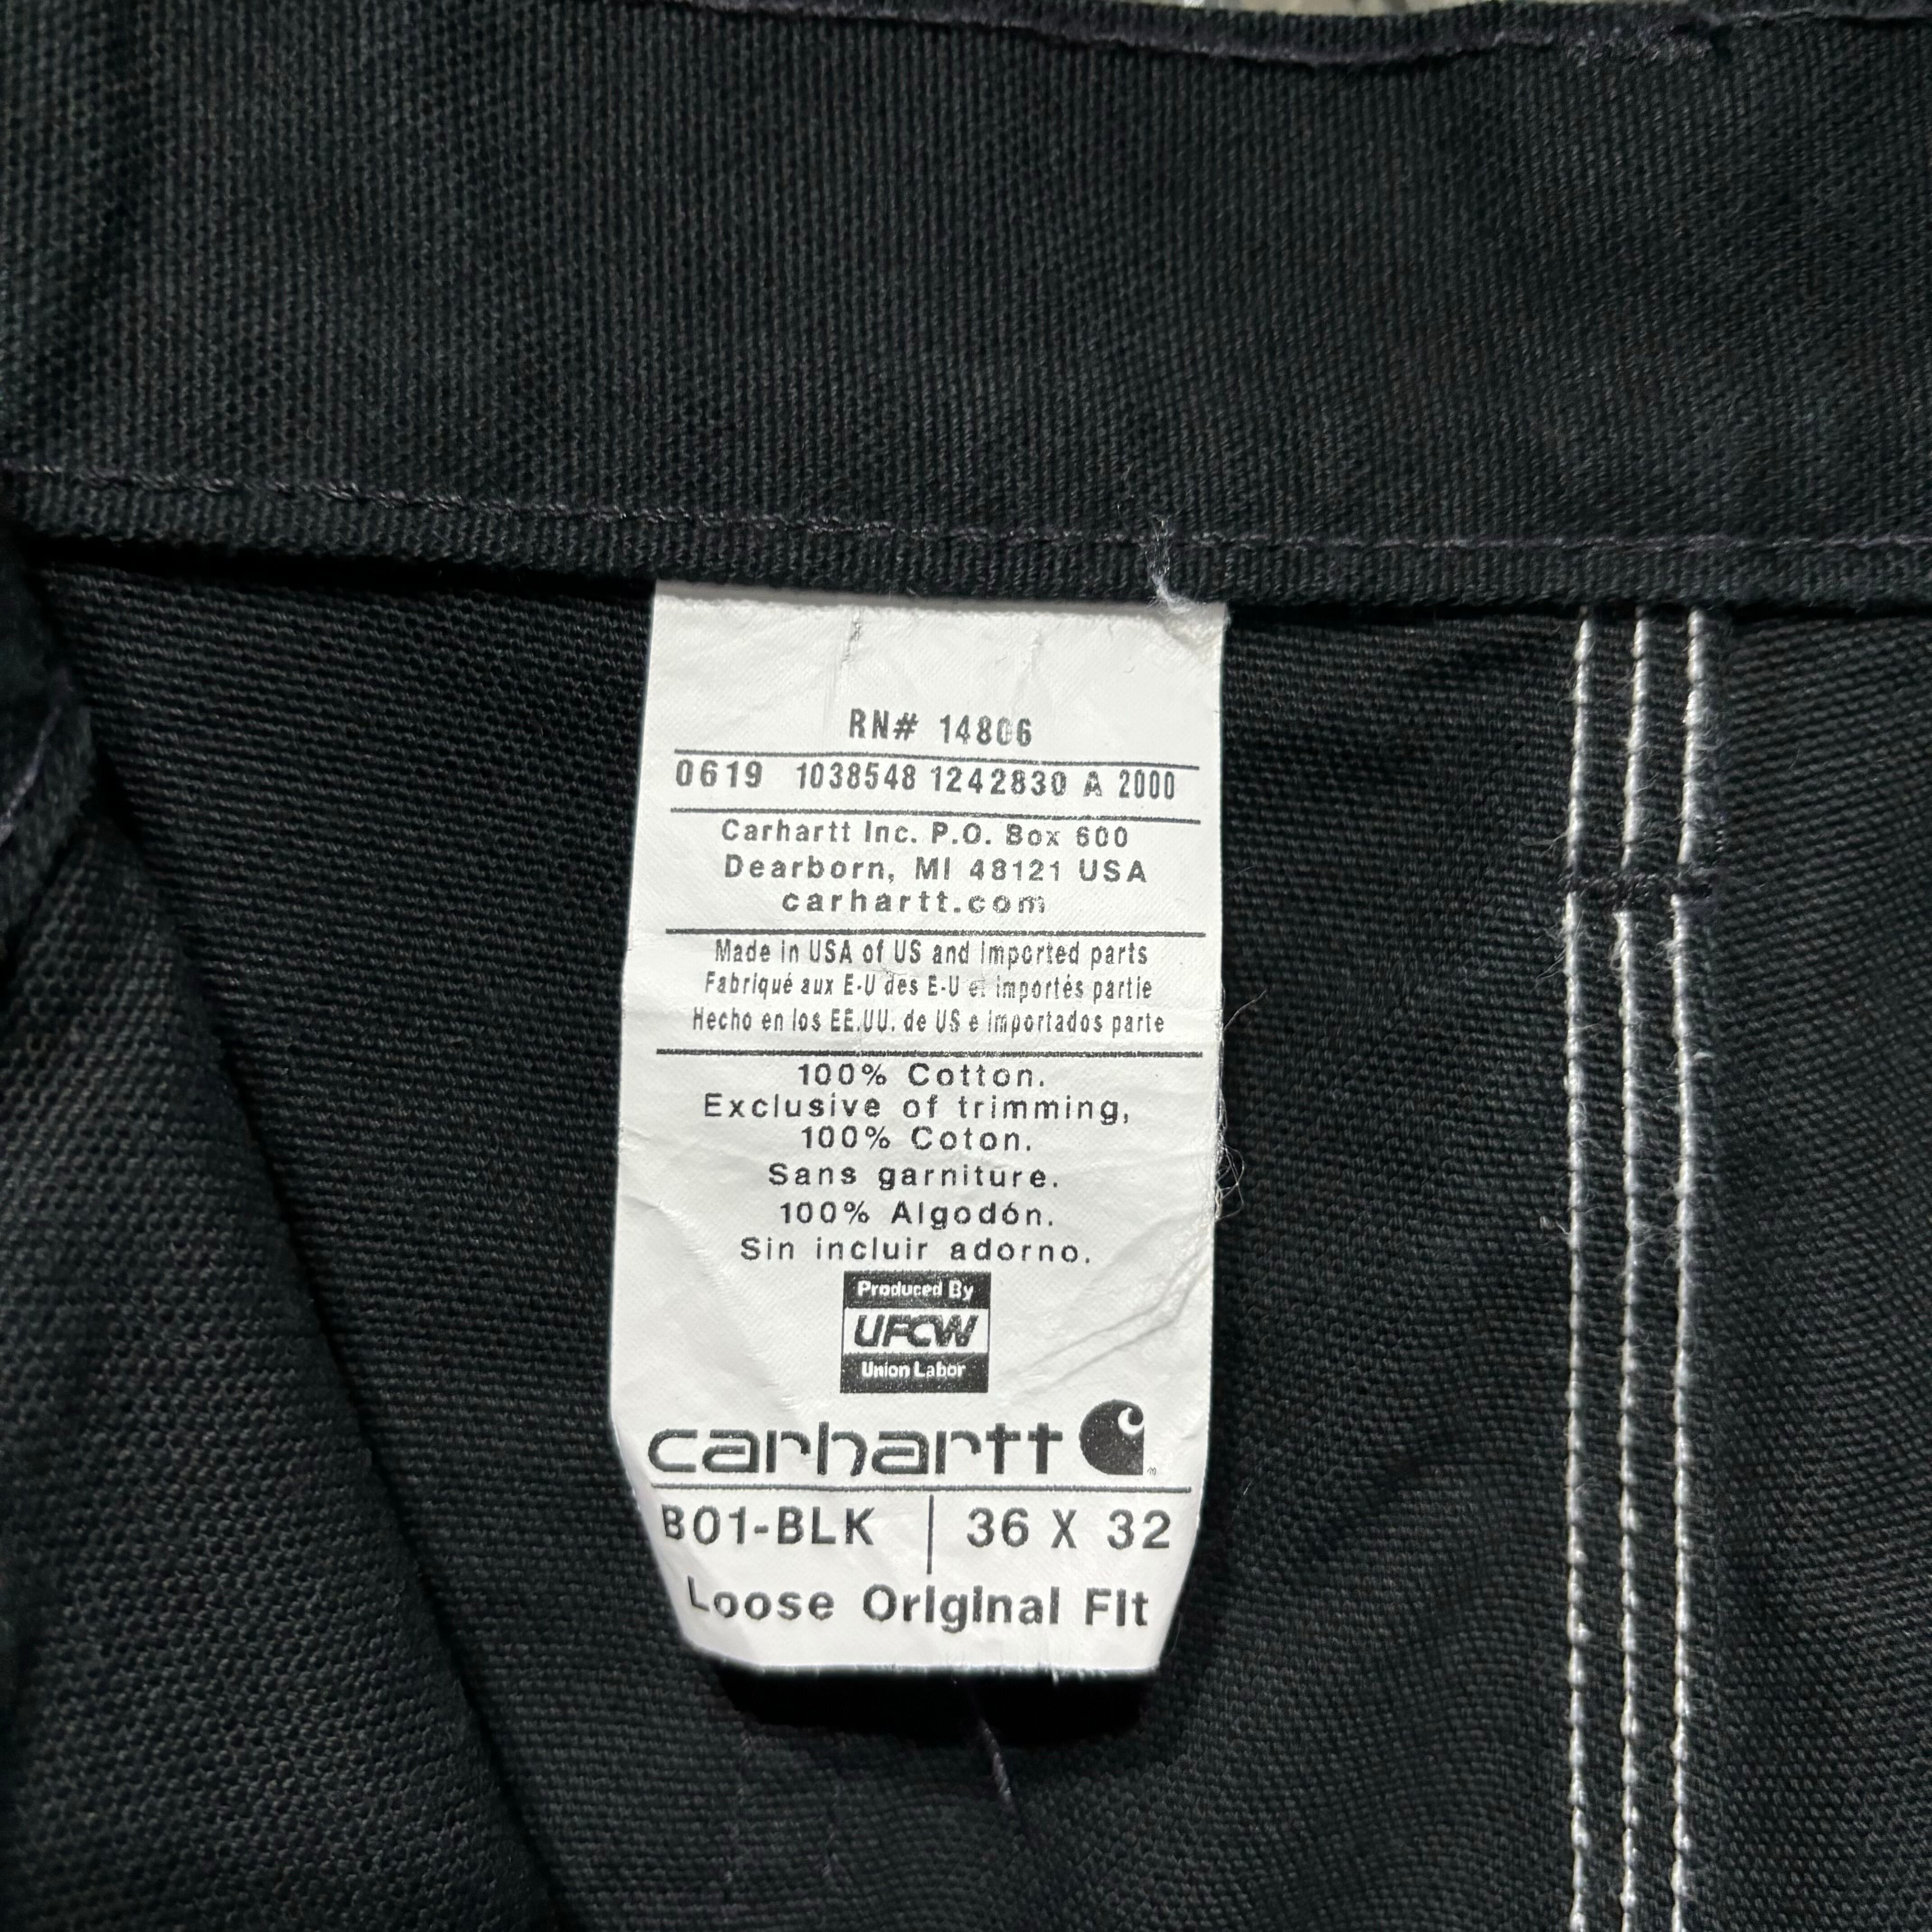 RN# 14806
0619 1038548 1242830 A 2000
Carhartt Inc. P.O. Box 600
Dearborn, MI 48121 USA
carhartt.com
Made in USA of US and imported parts
Fabriqué aux E-U des E-U et importés partie
Hecho en los EE.UU. de US e importados parte
100% Cotton.
Exclusive of trimming,
100% Coton.
Sans garniture.
100% Algodón.
Sin incluir adorno.
Produced By
UFCW
Union Labor
carhartt
B01-BLK | 36 X 32
Loose Original Fit